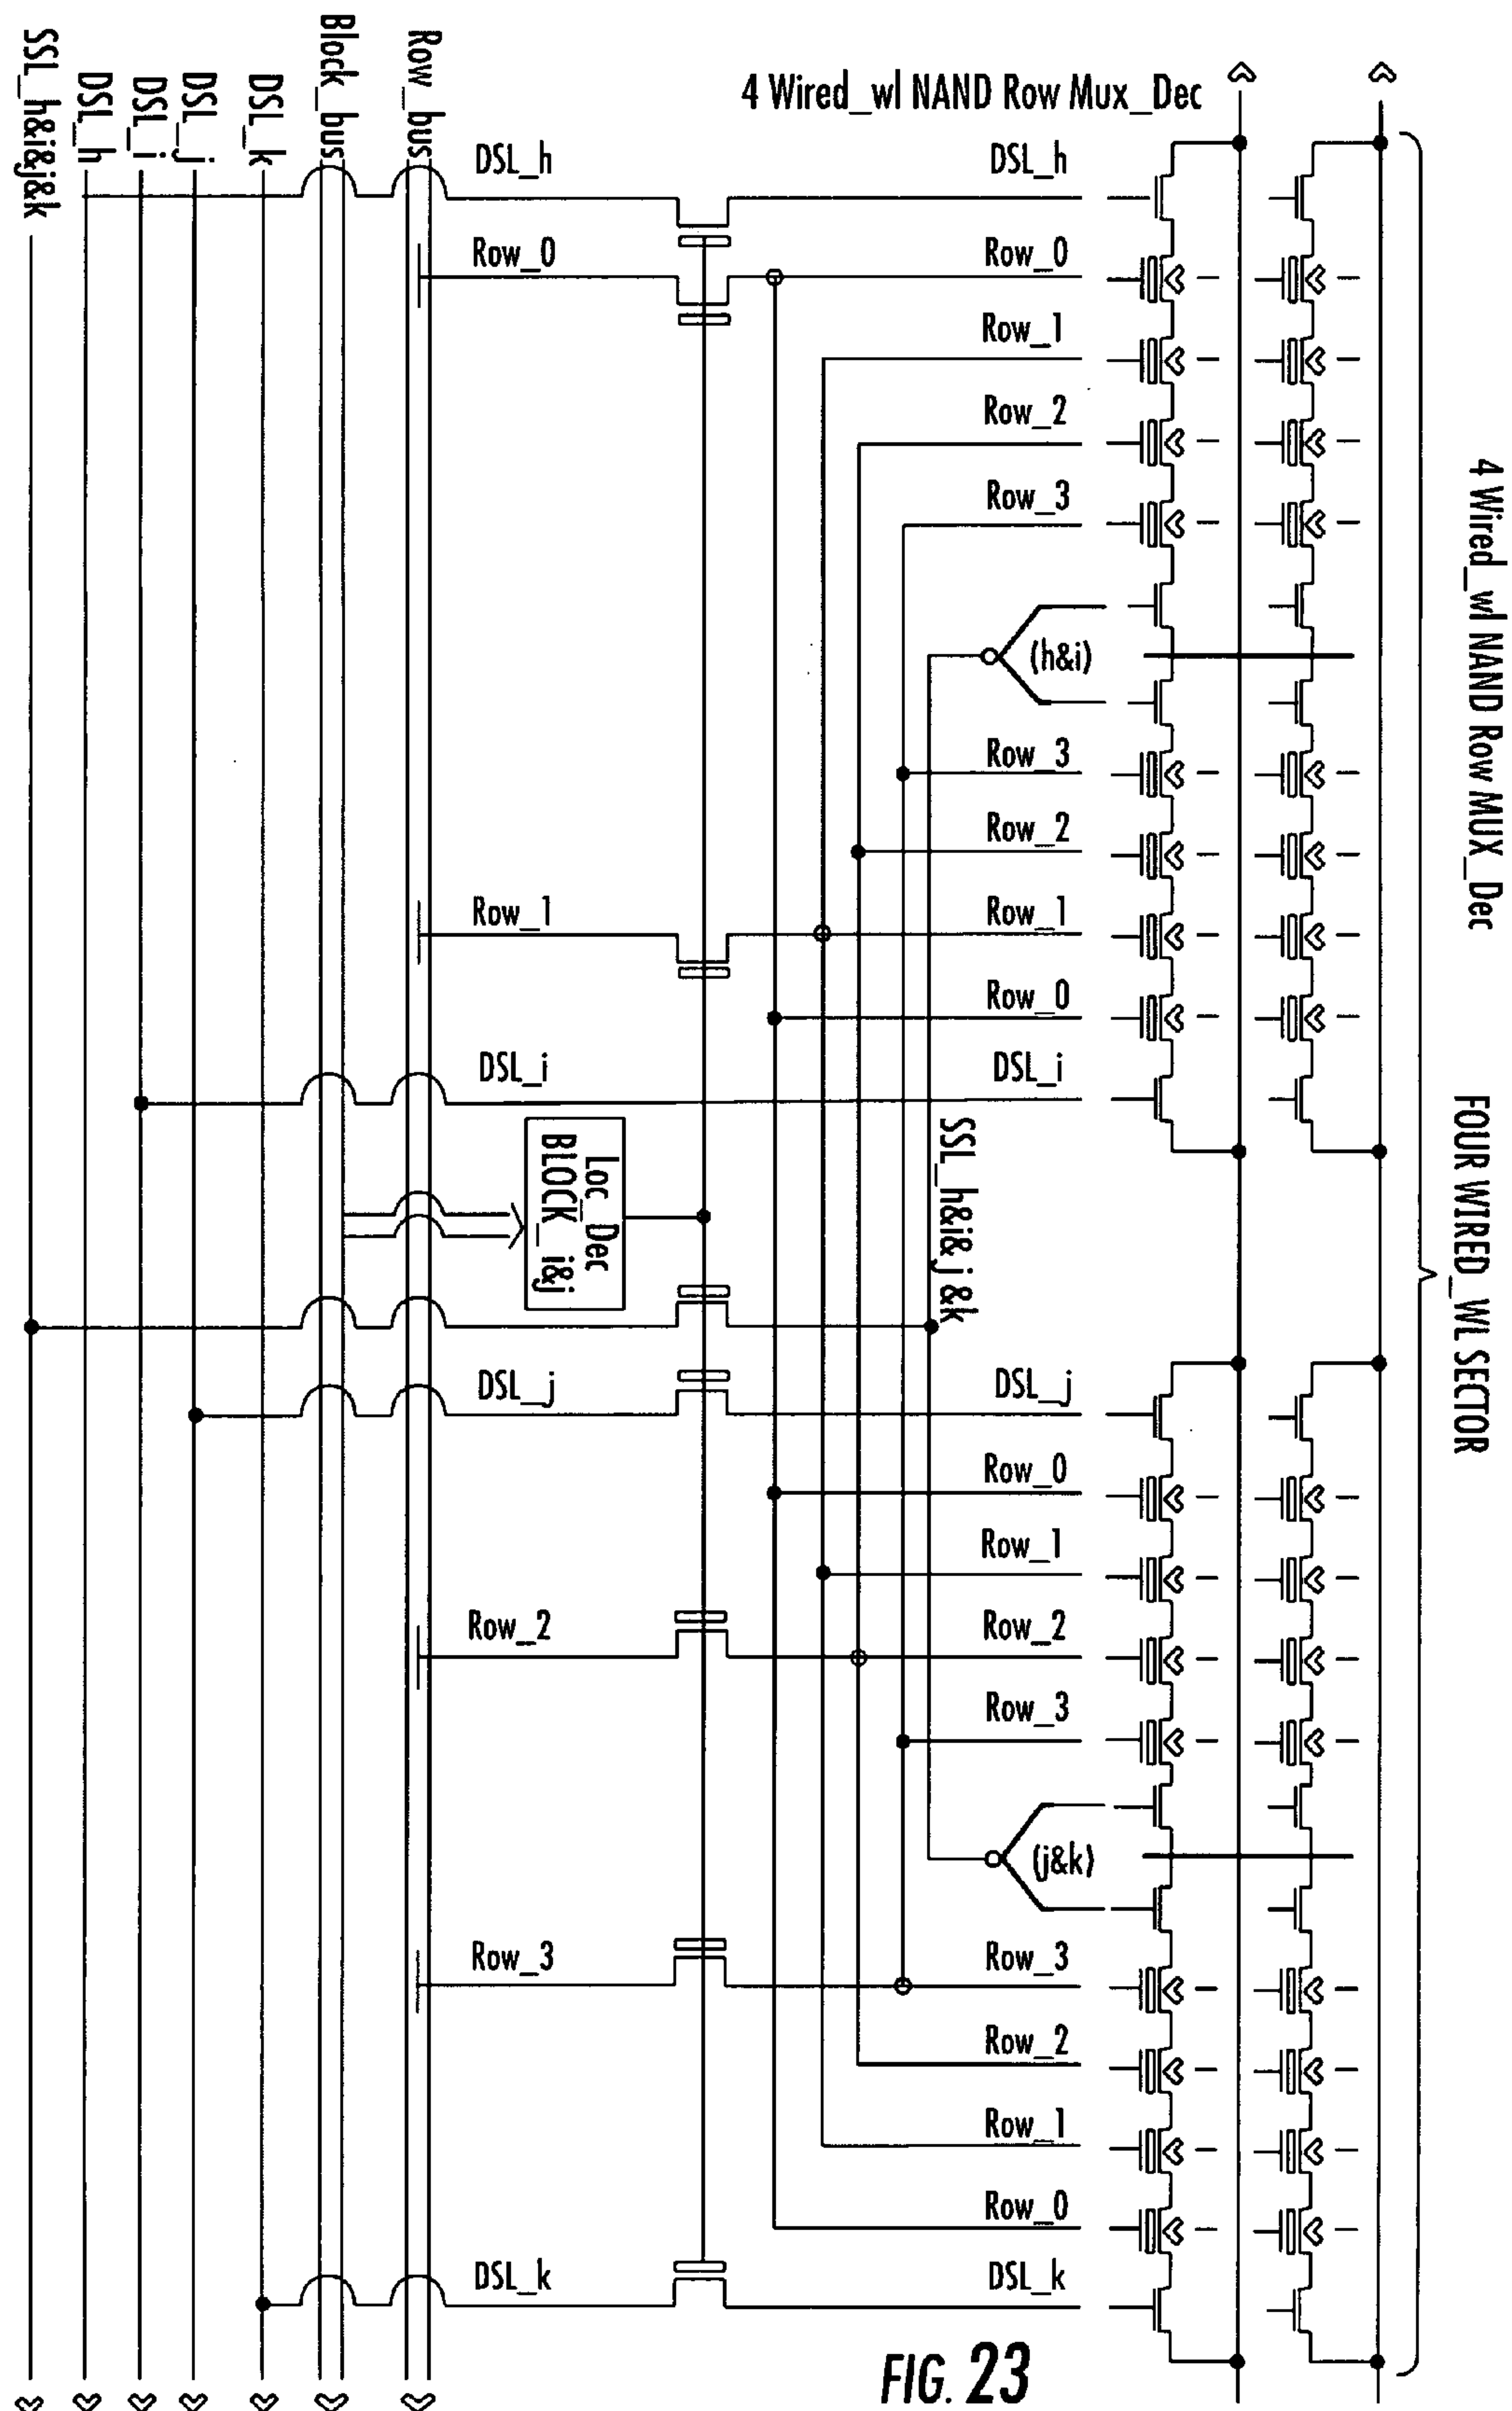 4 Wired_wl NAND Row MUX_Dec
FOUR WIRED_WL SECTOR
4 Wired_wl NAND Row Mux_Dec
SSL_h&i&j&k
DSL_h
DSL_i
DSL_j
DSL_k
Block_bus
Row_bus
DSL_h
DSL_h
Row_0
Row_0
Row_1
Row_2
Row_3
(h&i)
Row_3
Row_2
Row_1
Row_1
Row_0
DSL_i
DSL_i
Loc_Dec
BLOCK_i&j
SSL_h&i&j&k
DSL_j
DSL_j
Row_0
Row_1
Row_2
Row_2
Row_3
(j&k)
Row_3
Row_3
Row_2
Row_1
Row_0
DSL_k
DSL_k
FIG. 23